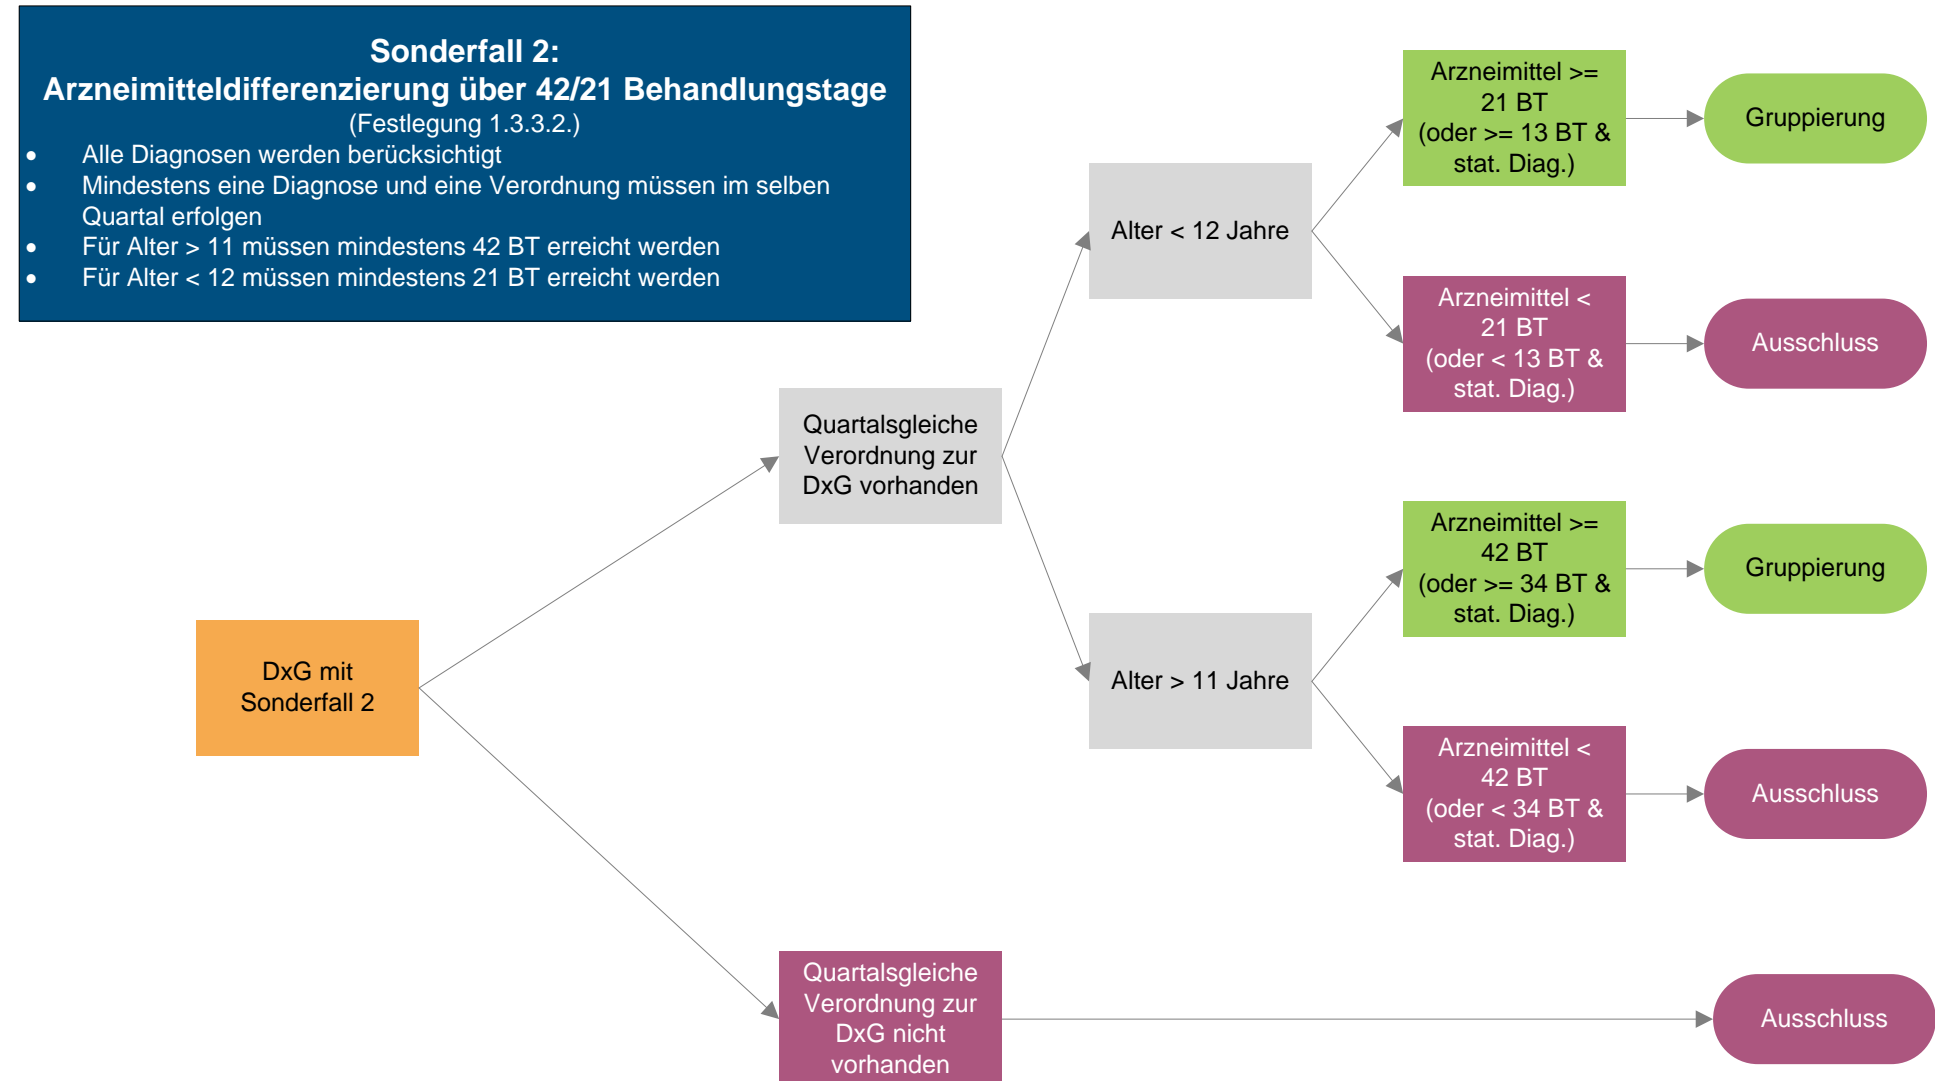 Sonderfall 2:
Arzneimitteldifferenzierung über 42/21 Behandlungstage
(Festlegung 1.3.3.2.)
• Alle Diagnosen werden berücksichtigt
• Mindestens eine Diagnose und eine Verordnung müssen im selben
Quartal erfolgen
• Für Alter > 11 müssen mindestens 42 BT erreicht werden
• Für Alter < 12 müssen mindestens 21 BT erreicht werden
DxG mit
Sonderfall 2
Quartalsgleiche
Verordnung zur
DxG vorhanden
Alter < 12 Jahre
Arzneimittel >=
21 BT
(oder >= 13 BT &
stat. Diag.)
Gruppierung
Arzneimittel <
21 BT
(oder < 13 BT &
stat. Diag.)
Ausschluss
Alter > 11 Jahre
Arzneimittel >=
42 BT
(oder >= 34 BT &
stat. Diag.)
Gruppierung
Arzneimittel <
42 BT
(oder < 34 BT &
stat. Diag.)
Ausschluss
Quartalsgleiche
Verordnung zur
DxG nicht
vorhanden
Ausschluss